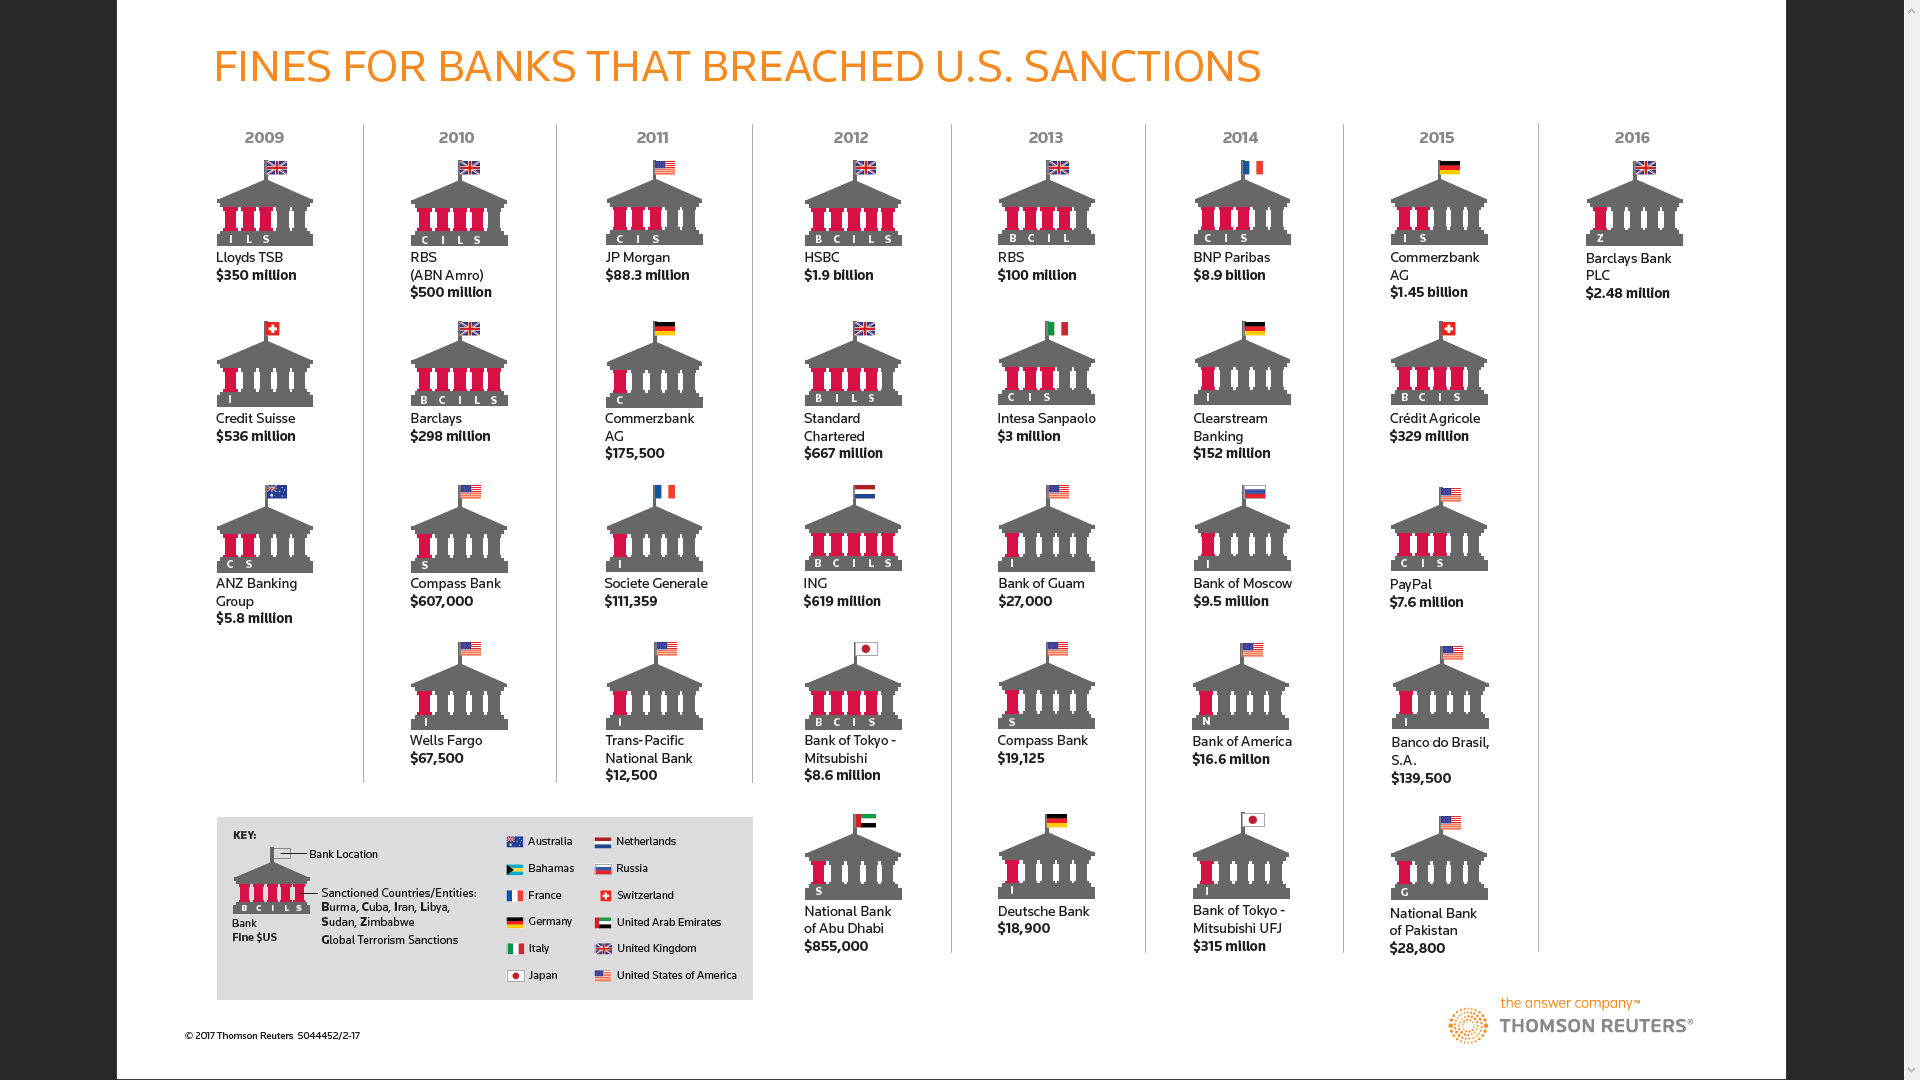 FINES FOR BANKS THAT BREACHED U.S. SANCTIONS
2009
I L S
Lloyds TSB
$350 million
I
Credit Suisse
$536 million
C S
ANZ Banking
Group
$5.8 million
2010
C I L S
RBS
(ABN Amro)
$500 million
B C I L S
Barclays
$298 million
S
Compass Bank
$607,000
I
Wells Fargo
$67,500
2011
C I S
JP Morgan
$88.3 million
C
Commerzbank
AG
$175,500
I
Societe Generale
$111,359
I
Trans-Pacific
National Bank
$12,500
2012
B C I L S
HSBC
$1.9 billion
B I L S
Standard
Chartered
$667 million
B C I L S
ING
$619 million
B C I S
Bank of Tokyo -
Mitsubishi
$8.6 million
S
National Bank
of Abu Dhabi
$855,000
2013
B C I L
RBS
$100 million
C I S
Intesa Sanpaolo
$3 million
I
Bank of Guam
$27,000
S
Compass Bank
$19,125
I
Deutsche Bank
$18,900
2014
C I S
BNP Paribas
$8.9 billion
I
Clearstream
Banking
$152 million
I
Bank of Moscow
$9.5 million
N
Bank of America
$16.6 millon
I
Bank of Tokyo -
Mitsubishi UFJ
$315 millon
2015
I S
Commerzbank
AG
$1.45 billion
B C I S
Crédit Agricole
$329 million
C I S
PayPal
$7.6 million
I
Banco do Brasil,
S.A.
$139,500
G
National Bank
of Pakistan
$28,800
2016
Z
Barclays Bank
PLC
$2.48 million
KEY:
Bank Location
Sanctioned Countries/Entities:
Burma, Cuba, Iran, Libya,
Sudan, Zimbabwe
Global Terrorism Sanctions
B C I L S
Bank
Fine $US
Australia
Bahamas
France
Germany
Italy
Japan
Netherlands
Russia
Switzerland
United Arab Emirates
United Kingdom
United States of America
© 2017 Thomson Reuters S044452/2-17
the answer company™
THOMSON REUTERS®